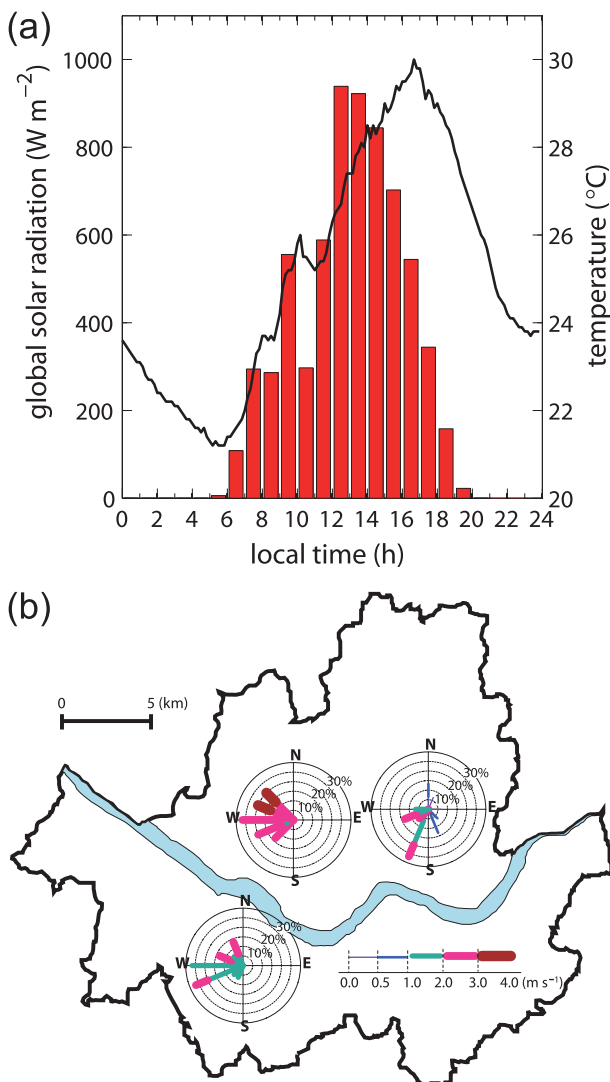 (a)
global solar radiation (W m⁻²)
1000
800
600
400
200
0
30
29
28
26
24
22
20
temperature (°C)
0 2 4 6 8 10 12 14 16 18 20 22 24
local time (h)
(b)
0 5 (km)
N
30%
20%
10%
W E
S
N
30%
20%
10%
W E
S
N
30%
20%
10%
W E
S
0.0 0.5 1.0 2.0 3.0 4.0 (m s⁻¹)